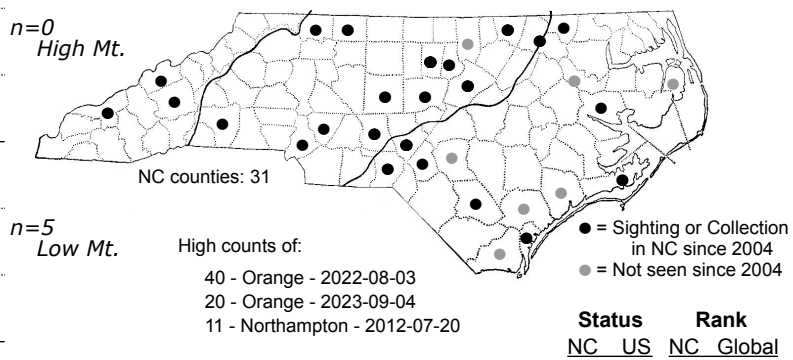 n=0
High Mt.
NC counties: 31
n=5
Low Mt.
High counts of:
40 - Orange - 2022-08-03
20 - Orange - 2023-09-04
11 - Northampton - 2012-07-20
● = Sighting or Collection
in NC since 2004
● = Not seen since 2004
Status Rank
NC US NC Global